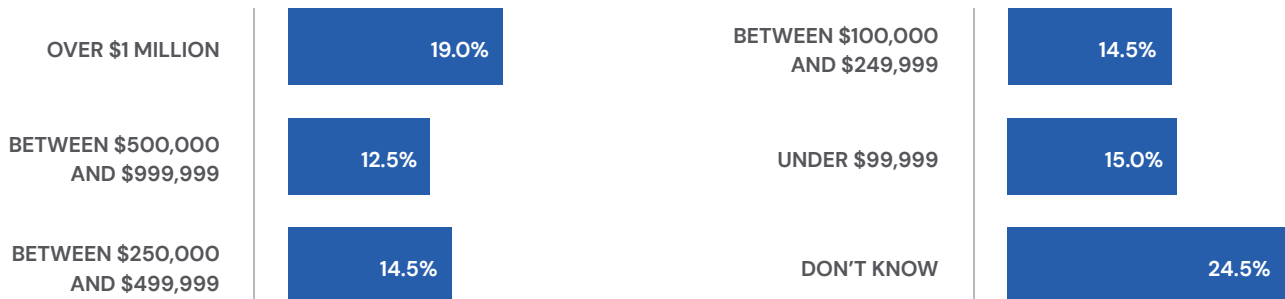 OVER $1 MILLION
19.0%
BETWEEN $500,000
AND $999,999
12.5%
BETWEEN $250,000
AND $499,999
14.5%
BETWEEN $100,000
AND $249,999
14.5%
UNDER $99,999
15.0%
DON'T KNOW
24.5%